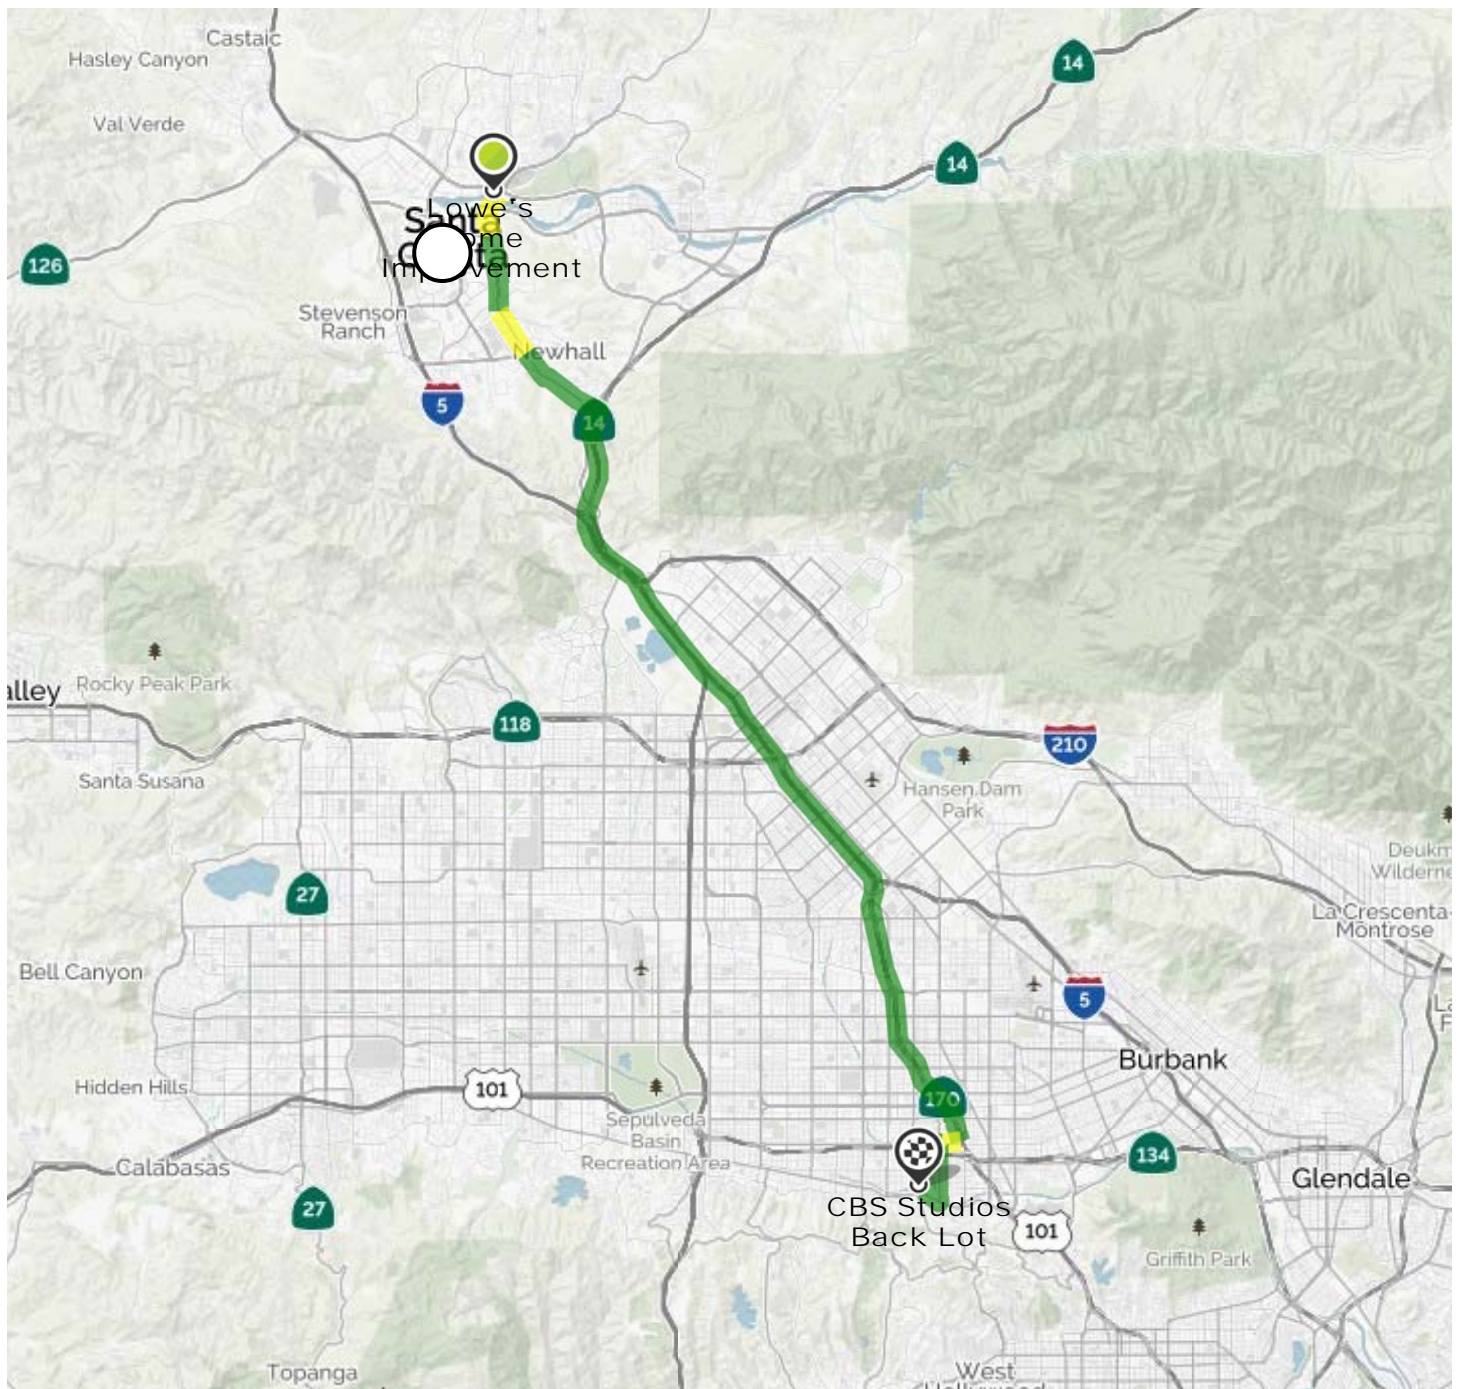 Castaic
Hasley Canyon
14
Val Verde
14
Lowe's
Santa
126
Stevenson
Ranch
Newhall
5
14
alley
Rocky Peak Park
118
210
Santa Susana
Hansen Dam
Park
27
La Crescenta-
Montrose
Bell Canyon
5
Burbank
Hidden Hills
101
170
Sepulveda
Basin
Recreation Area
134
Calabasas
Glendale
27
CBS Studios
Back Lot
101
Griffith Park
Topanga
West